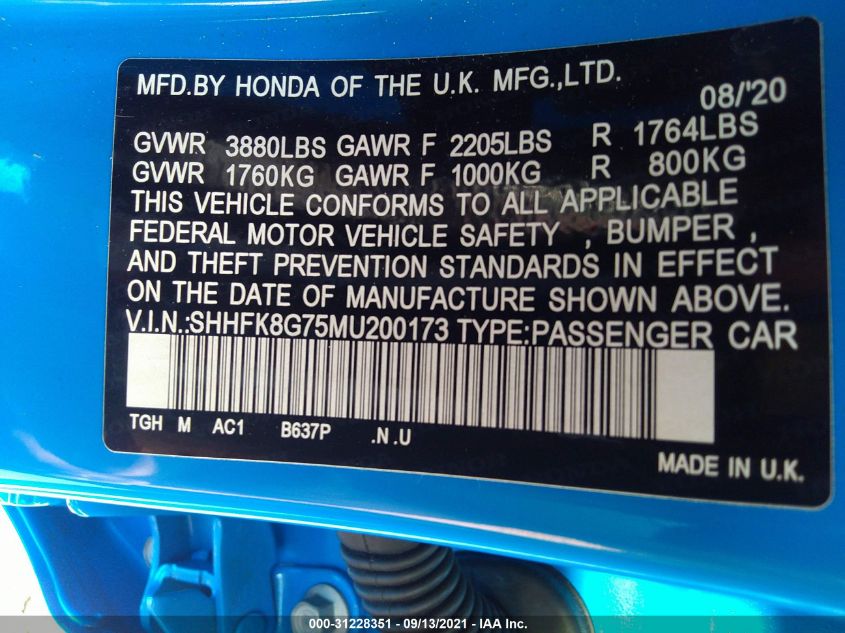 MFD.BY HONDA OF THE U.K. MFG.,LTD.
08/'20
GVWR 3880LBS GAWR F 2205LBS R 1764LBS
GVWR 1760KG GAWR F 1000KG R 800KG
THIS VEHICLE CONFORMS TO ALL APPLICABLE
FEDERAL MOTOR VEHICLE SAFETY , BUMPER ,
AND THEFT PREVENTION STANDARDS IN EFFECT
ON THE DATE OF MANUFACTURE SHOWN ABOVE.
V.I.N.:SHHFK8G75MU200173 TYPE:PASSENGER CAR
TGH M AC1 B637P .N .U
MADE IN U.K.
000-31228351 - 09/13/2021 - IAA Inc.